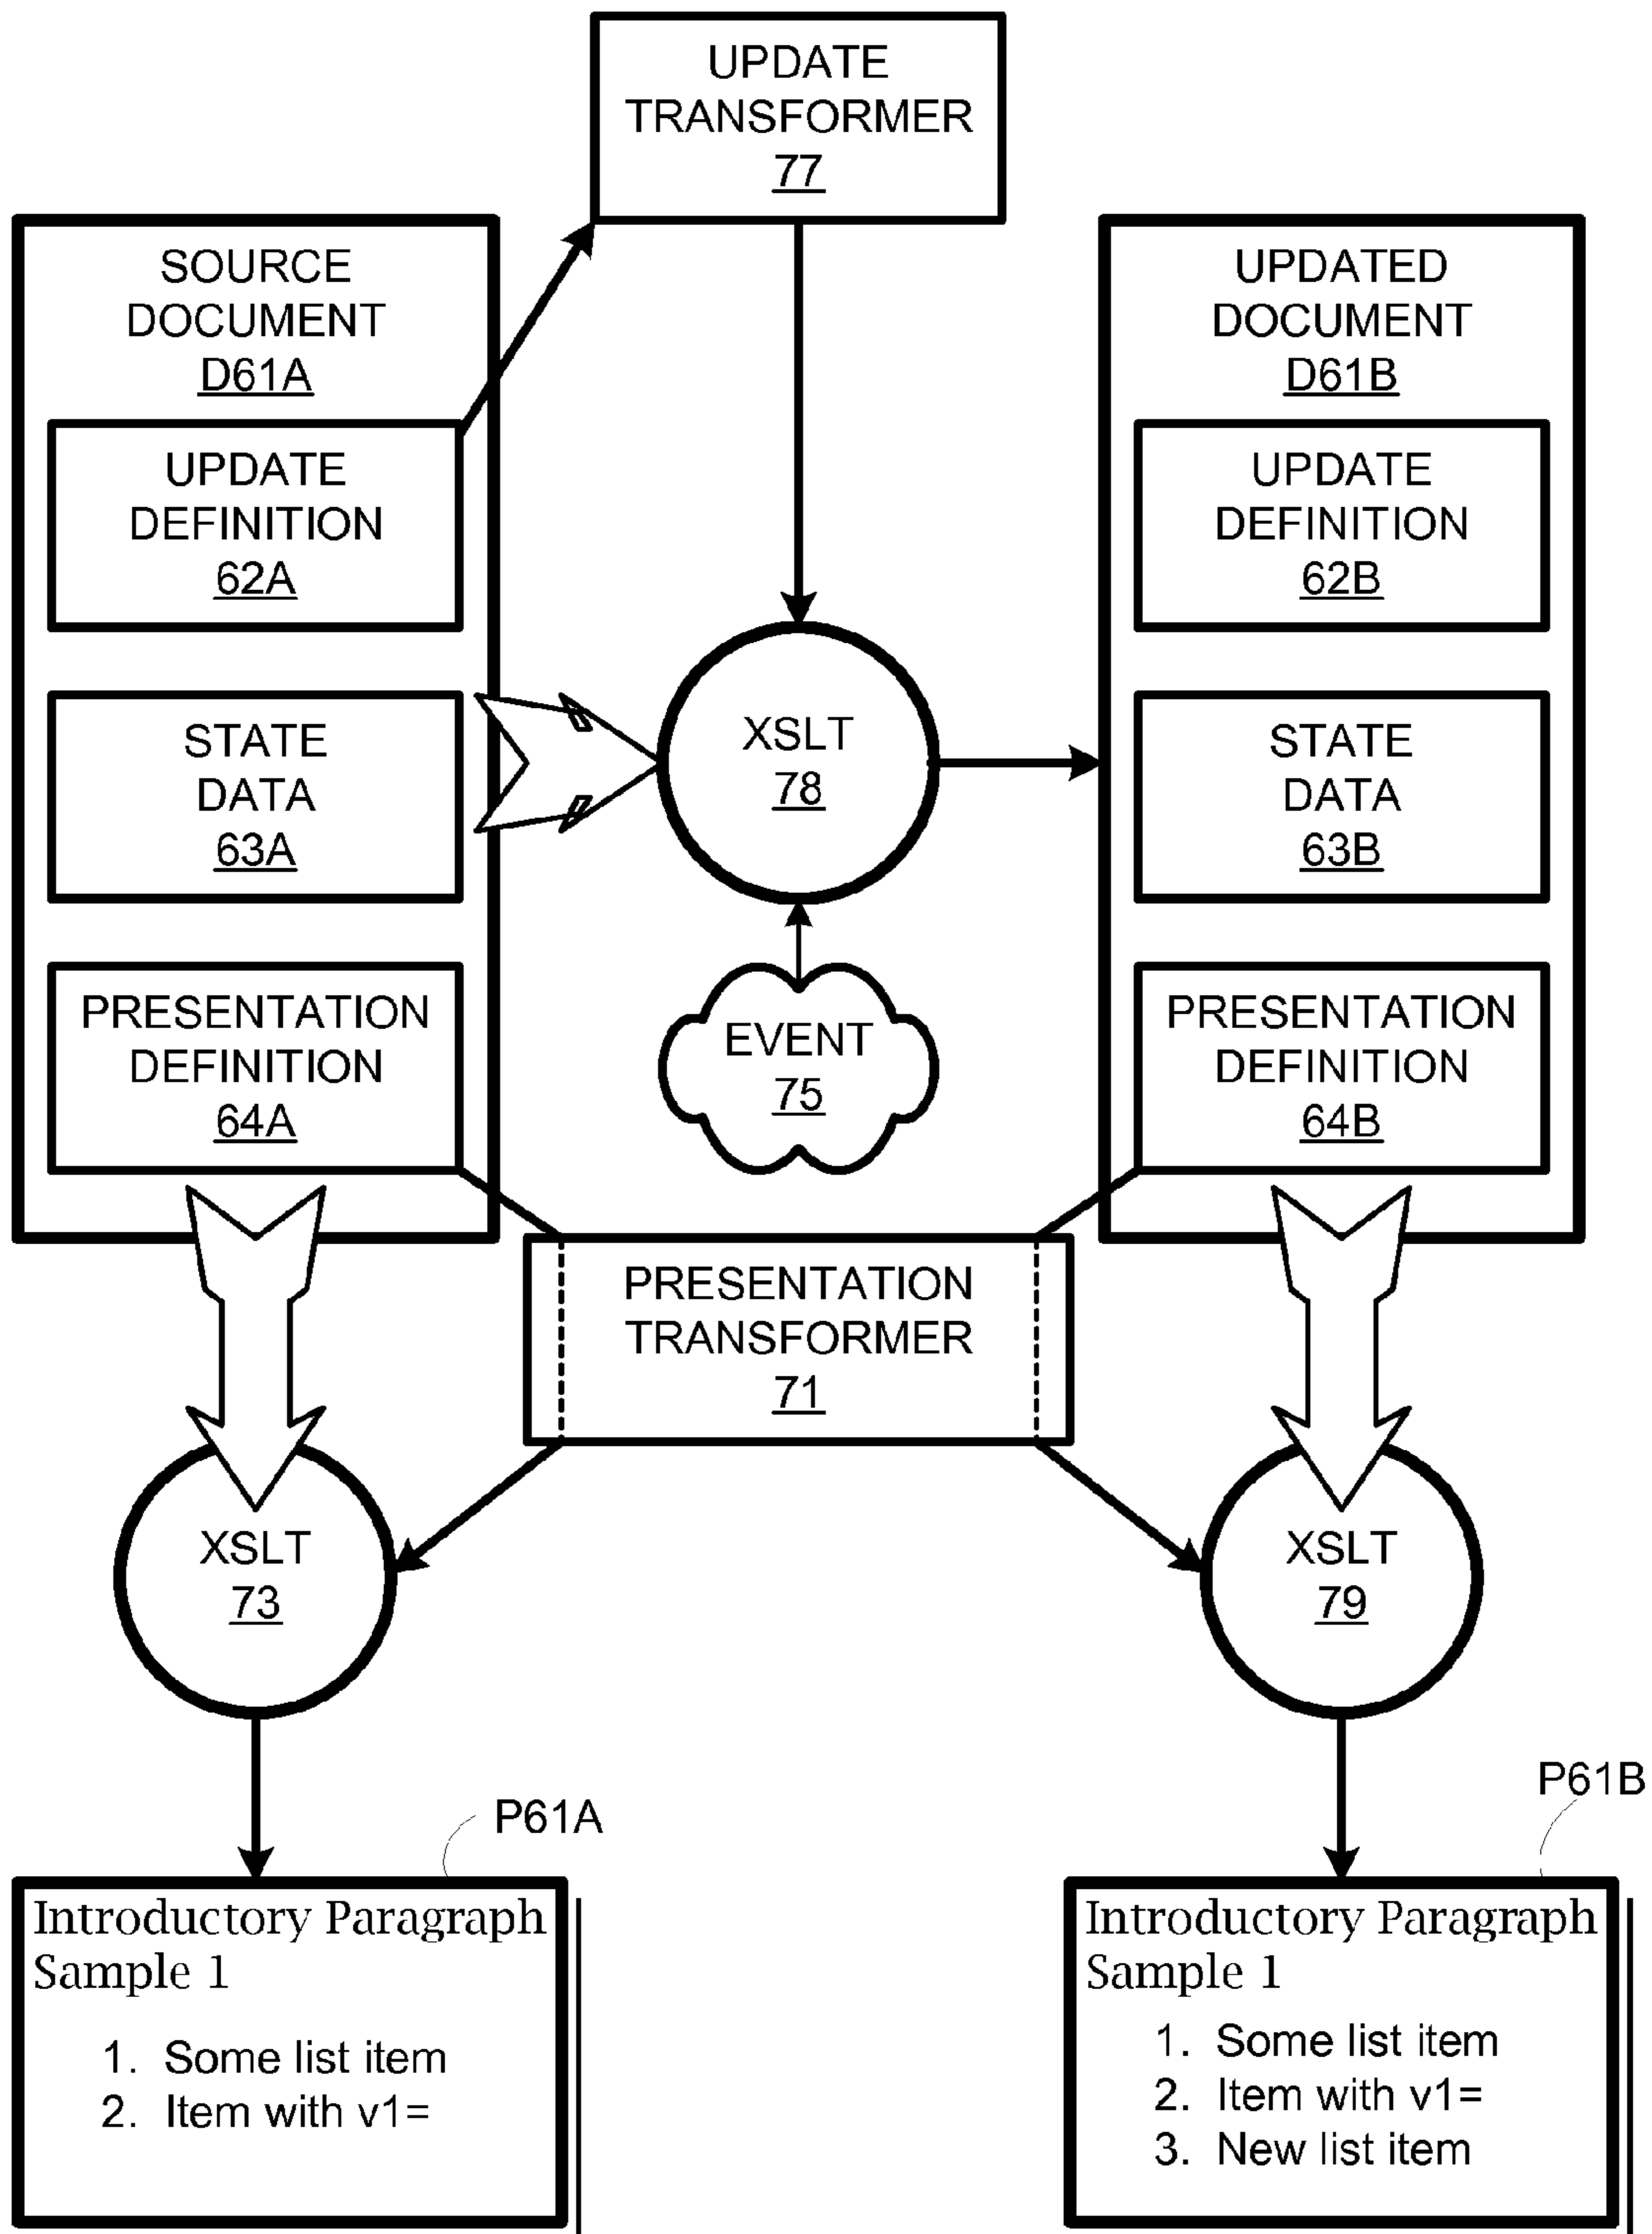 UPDATE
TRANSFORMER
77
SOURCE
DOCUMENT
D61A
UPDATE
DEFINITION
62A
STATE
DATA
63A
PRESENTATION
DEFINITION
64A
XSLT
78
EVENT
75
UPDATED
DOCUMENT
D61B
UPDATE
DEFINITION
62B
STATE
DATA
63B
PRESENTATION
DEFINITION
64B
PRESENTATION
TRANSFORMER
71
XSLT
73
XSLT
79
P61A
Introductory Paragraph
Sample 1
1. Some list item
2. Item with v1=
P61B
Introductory Paragraph
Sample 1
1. Some list item
2. Item with v1=
3. New list item